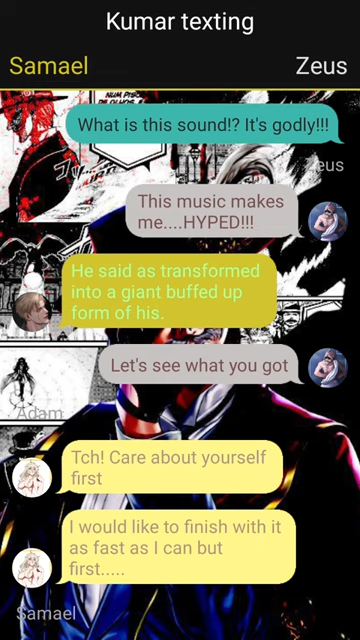 Kumar texting
Samael
Zeus
What is this sound!? It's godly!!!
Zeus
This music makes
me....HYPED!!!
He said as transformed
into a giant buffed up
form of his.
Let's see what you got
Adam
Tch! Care about yourself
first
I would like to finish with it
as fast as I can but
first.....
Samael